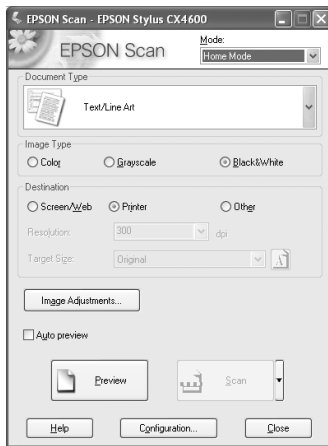 EPSON Scan - EPSON Stylus CX4600
EPSON Scan
Mode:
Home Mode
Document Type
Text/Line Art
Image Type
Color Grayscale Black&White
Destination
Screen/Web Printer Other
Resolution: 300 dpi
Target Size: Original
Image Adjustments...
Auto preview
Preview Scan
Help Configuration... Close